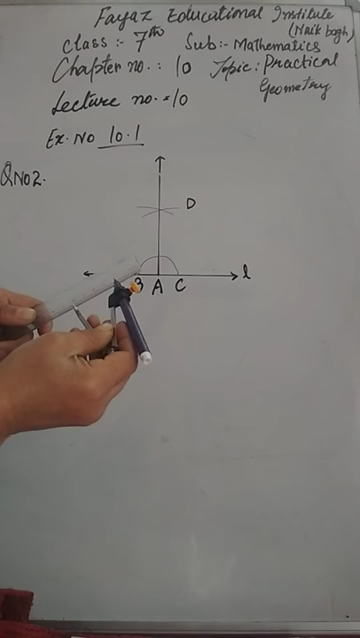 Fayaz Educational Institute
(Naik bagh)
Class :- 7th Sub:- Mathematics
Chapter no. : 10 Topic: Practical
Geometry
Lecture no. = 10
Ex. No 10.1
QNo2.
D
B A C l